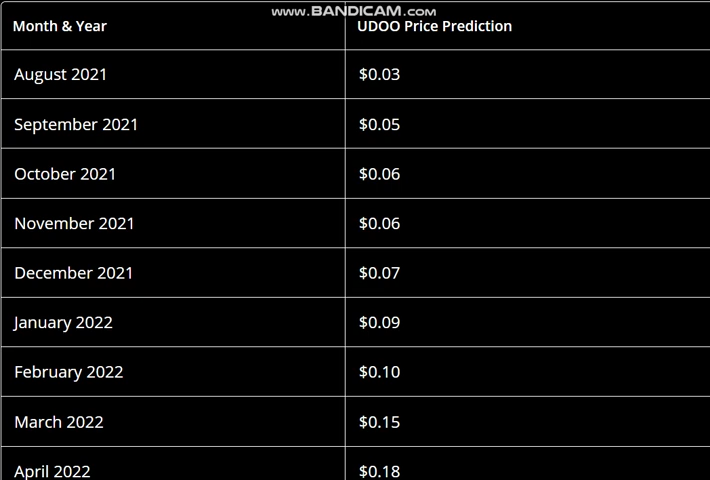 www.BANDICAM.com
Month & Year UDOO Price Prediction
August 2021 $0.03
September 2021 $0.05
October 2021 $0.06
November 2021 $0.06
December 2021 $0.07
January 2022 $0.09
February 2022 $0.10
March 2022 $0.15
April 2022 $0.18